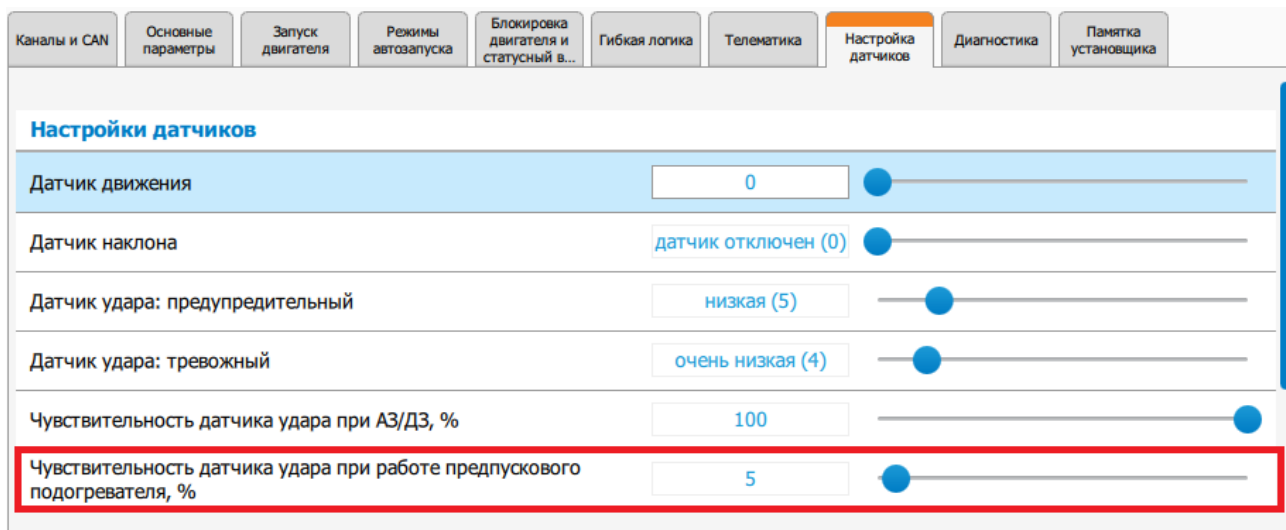 Каналы и CAN
Основные
параметры
Запуск
двигателя
Режимы
автозапуска
Блокировка
двигателя и
статусный в...
Гибкая логика
Телематика
Настройка
датчиков
Диагностика
Памятка
установщика
Настройки датчиков
Датчик движения 0
Датчик наклона датчик отключен (0)
Датчик удара: предупредительный низкая (5)
Датчик удара: тревожный очень низкая (4)
Чувствительность датчика удара при АЗ/ДЗ, % 100
Чувствительность датчика удара при работе предпускового
подогревателя, % 5